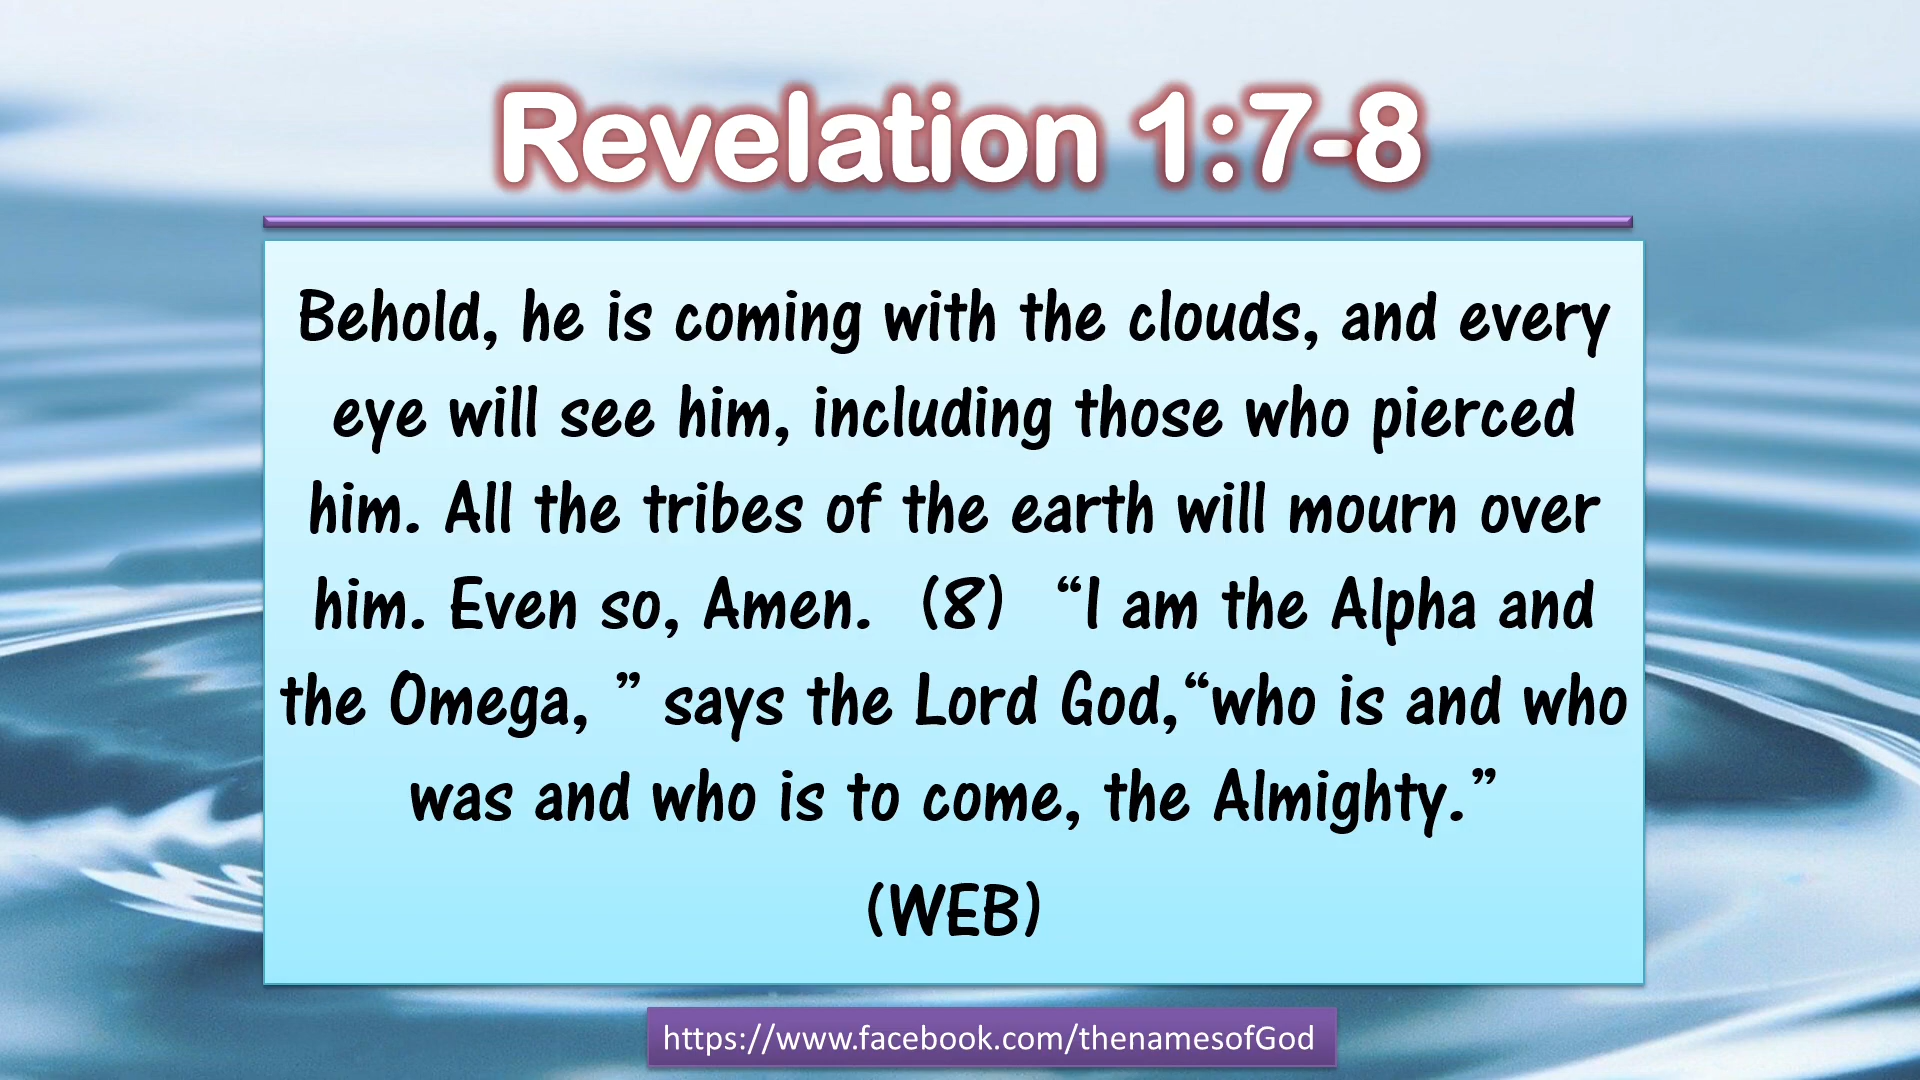 Revelation 1:7-8
Behold, he is coming with the clouds, and every
eye will see him, including those who pierced
him. All the tribes of the earth will mourn over
him. Even so, Amen.  (8)  “I am the Alpha and
the Omega, ” says the Lord God,“who is and who
was and who is to come, the Almighty.”
(WEB)
https://www.facebook.com/thenamesofGod